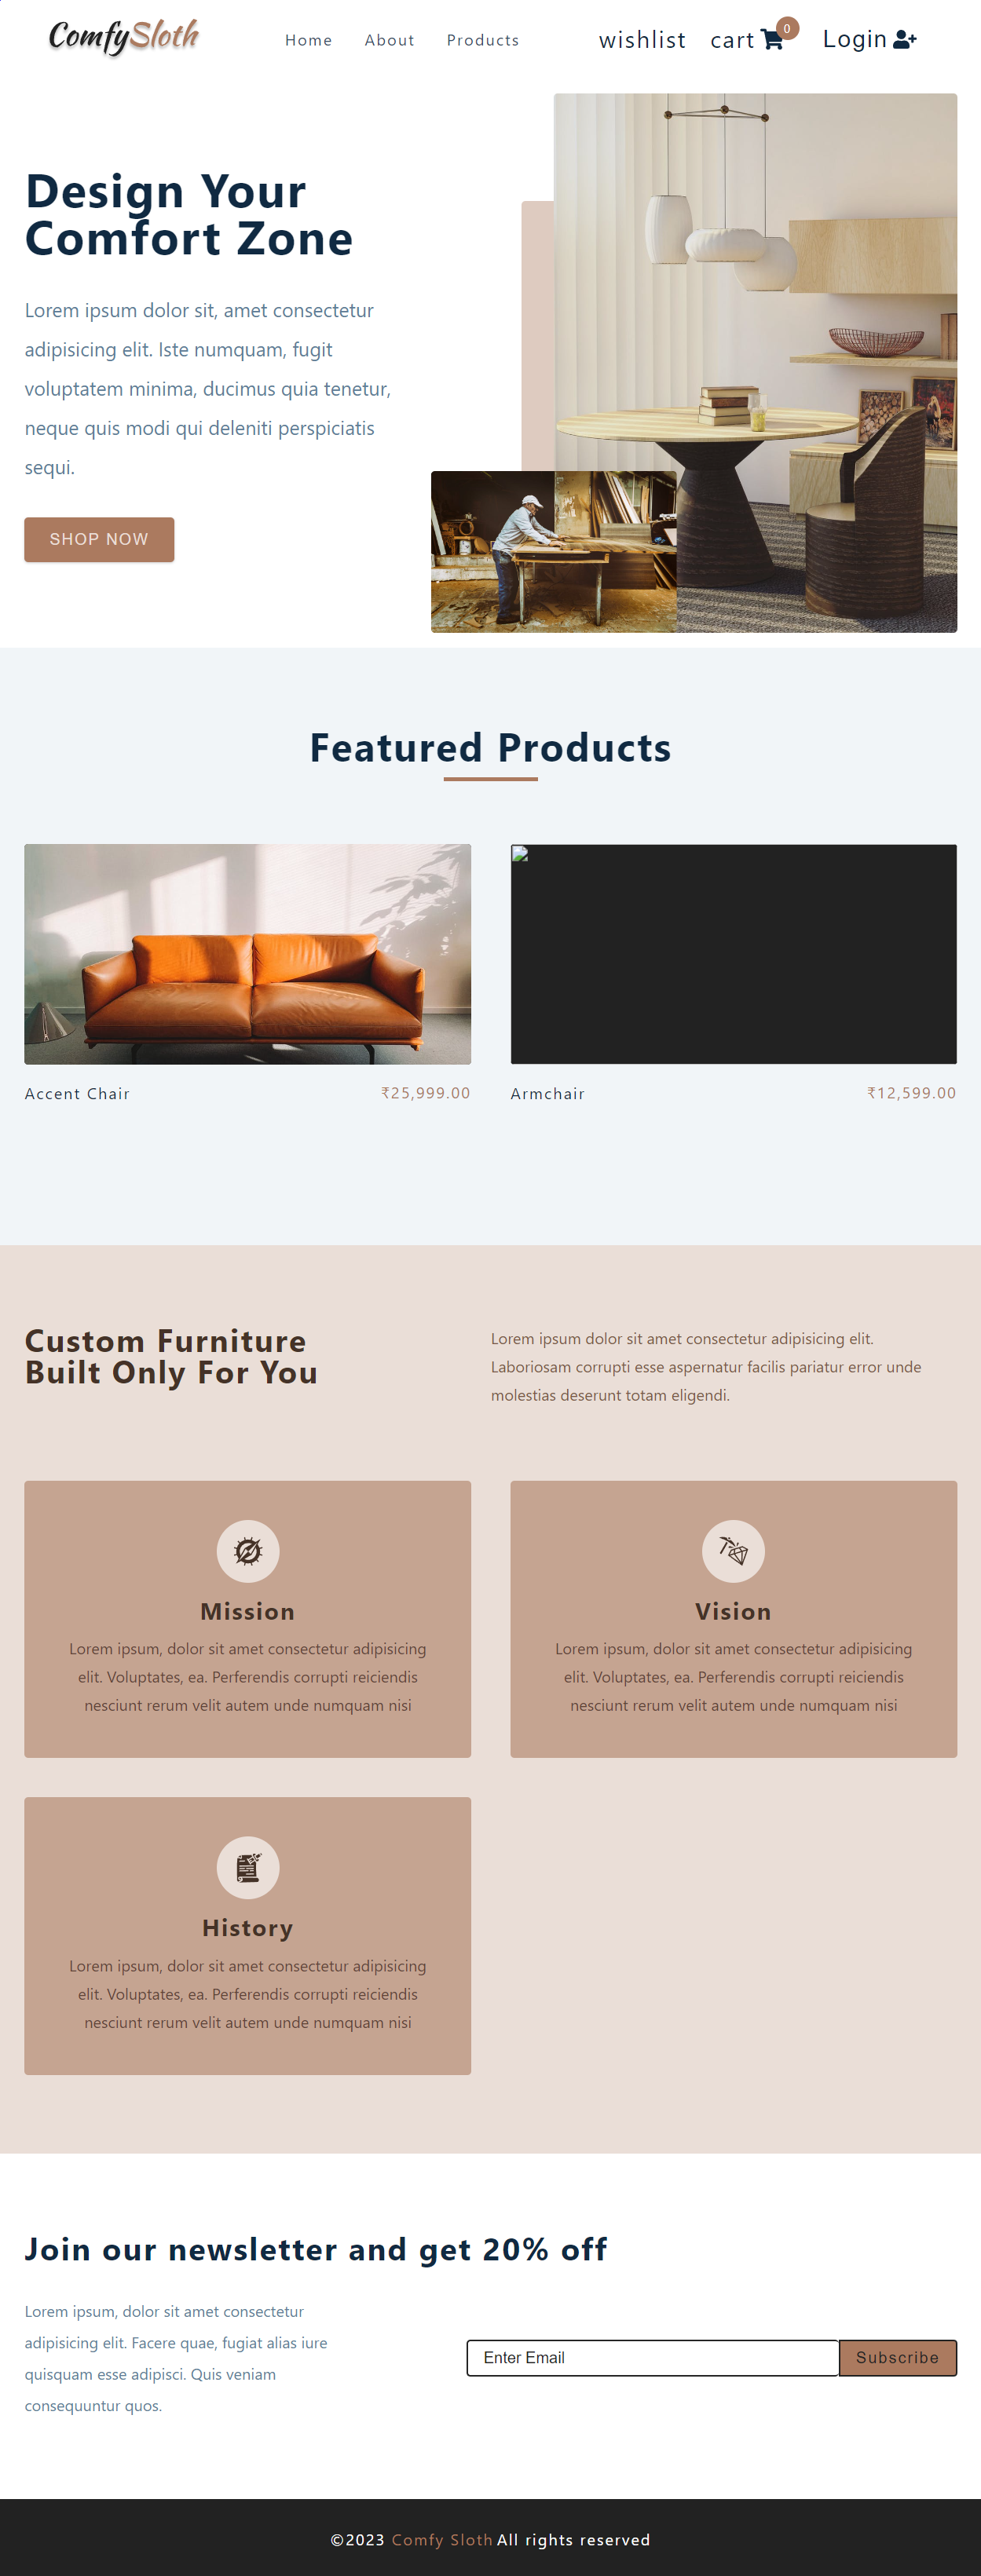 ComfySloth
Home About Products wishlist cart 0 Login
Design Your
Comfort Zone
Lorem ipsum dolor sit, amet consectetur
adipisicing elit. Iste numquam, fugit
voluptatem minima, ducimus quia tenetur,
neque quis modi qui deleniti perspiciatis
sequi.
SHOP NOW
Featured Products
Accent Chair ₹25,999.00
Armchair ₹12,599.00
Custom Furniture
Built Only For You
Lorem ipsum dolor sit amet consectetur adipisicing elit.
Laboriosam corrupti esse aspernatur facilis pariatur error unde
molestias deserunt totam eligendi.
Mission
Lorem ipsum, dolor sit amet consectetur adipisicing
elit. Voluptates, ea. Perferendis corrupti reiciendis
nesciunt rerum velit autem unde numquam nisi
Vision
Lorem ipsum, dolor sit amet consectetur adipisicing
elit. Voluptates, ea. Perferendis corrupti reiciendis
nesciunt rerum velit autem unde numquam nisi
History
Lorem ipsum, dolor sit amet consectetur adipisicing
elit. Voluptates, ea. Perferendis corrupti reiciendis
nesciunt rerum velit autem unde numquam nisi
Join our newsletter and get 20% off
Lorem ipsum, dolor sit amet consectetur
adipisicing elit. Facere quae, fugiat alias iure
quisquam esse adipisci. Quis veniam
consequuntur quos.
Enter Email
Subscribe
©2023 Comfy Sloth All rights reserved